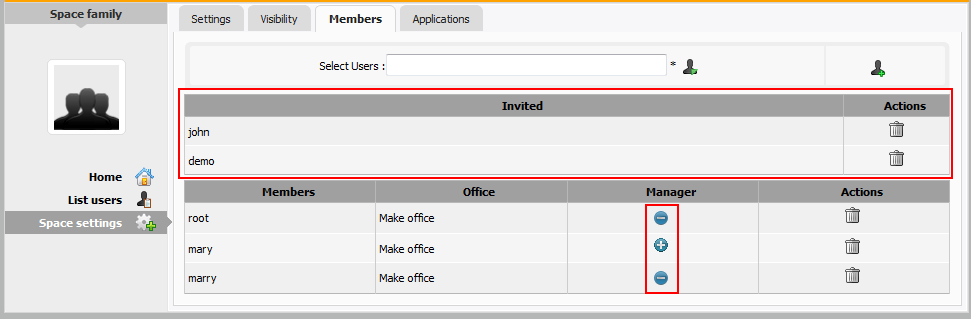 Space family
Settings Visibility Members Applications
Select Users : *
Invited Actions
john
demo
Home
List users
Space settings
Members Office Manager Actions
root Make office
mary Make office
marry Make office